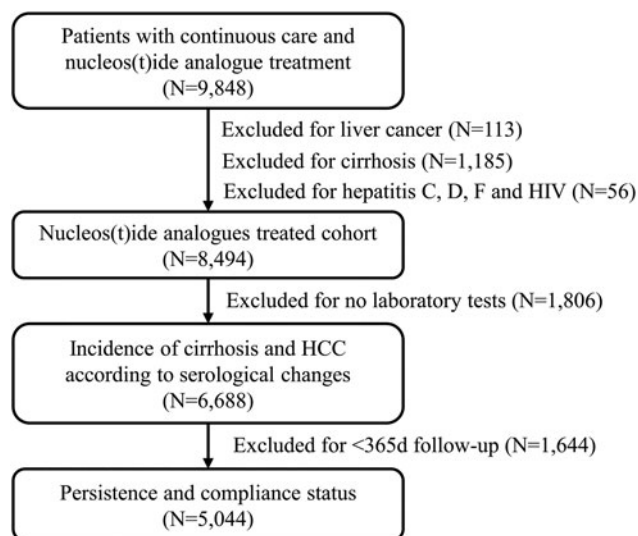 Patients with continuous care and
nucleos(t)ide analogue treatment
(N=9,848)
Excluded for liver cancer (N=113)
Excluded for cirrhosis (N=1,185)
Excluded for hepatitis C, D, F and HIV (N=56)
Nucleos(t)ide analogues treated cohort
(N=8,494)
Excluded for no laboratory tests (N=1,806)
Incidence of cirrhosis and HCC
according to serological changes
(N=6,688)
Excluded for <365d follow-up (N=1,644)
Persistence and compliance status
(N=5,044)